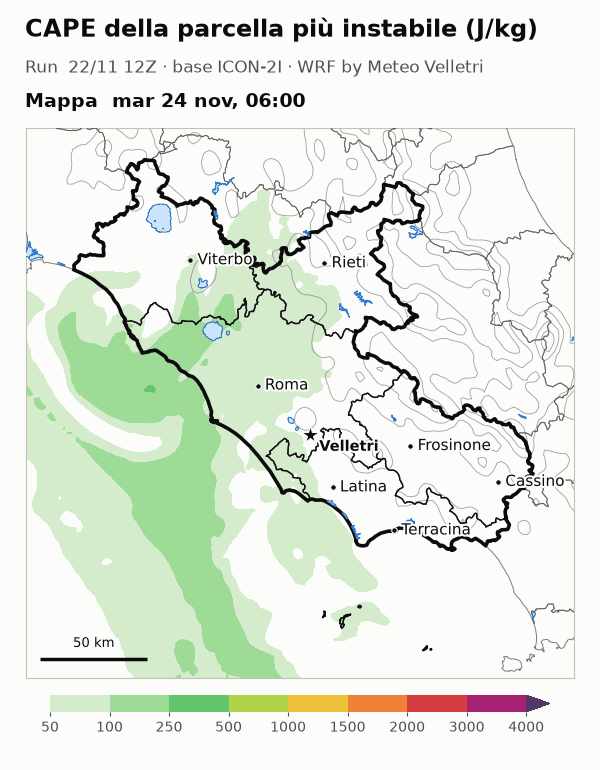 CAPE della parcella più instabile (J/kg)
Run  22/11 12Z · base ICON-2I · WRF by Meteo Velletri
Mappa  mar 24 nov, 06:00
Viterbo
Rieti
Roma
Velletri
Frosinone
Latina
Cassino
Terracina
50 km
50 100 250 500 1000 1500 2000 3000 4000